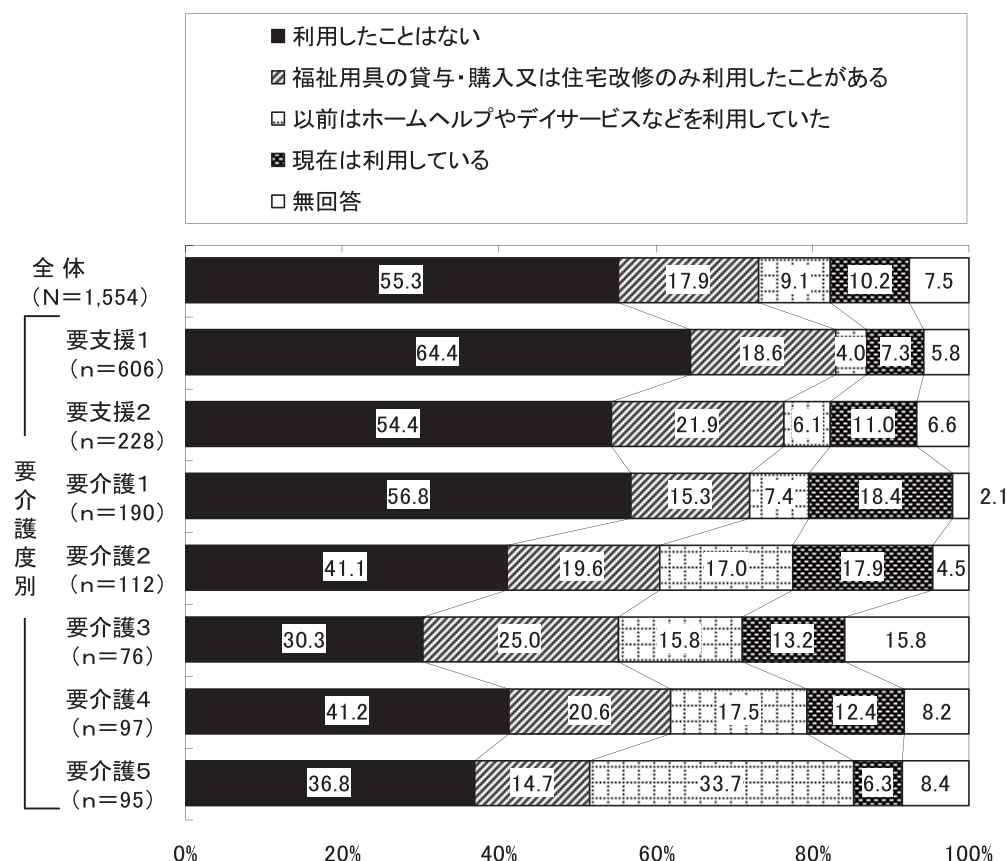 ■ 利用したことはない
福祉用具の貸与・購入又は住宅改修のみ利用したことがある
以前はホームヘルプやデイサービスなどを利用していた
現在は利用している
□ 無回答
全 体
(N=1,554)
55.3 17.9 9.1 10.2 7.5
要支援1
(n=606)
64.4 18.6 4.0 7.3 5.8
要支援2
(n=228)
54.4 21.9 6.1 11.0 6.6
要介護度別
要介護1
(n=190)
56.8 15.3 7.4 18.4 2.1
要介護2
(n=112)
41.1 19.6 17.0 17.9 4.5
要介護3
(n=76)
30.3 25.0 15.8 13.2 15.8
要介護4
(n=97)
41.2 20.6 17.5 12.4 8.2
要介護5
(n=95)
36.8 14.7 33.7 6.3 8.4
0% 20% 40% 60% 80% 100%